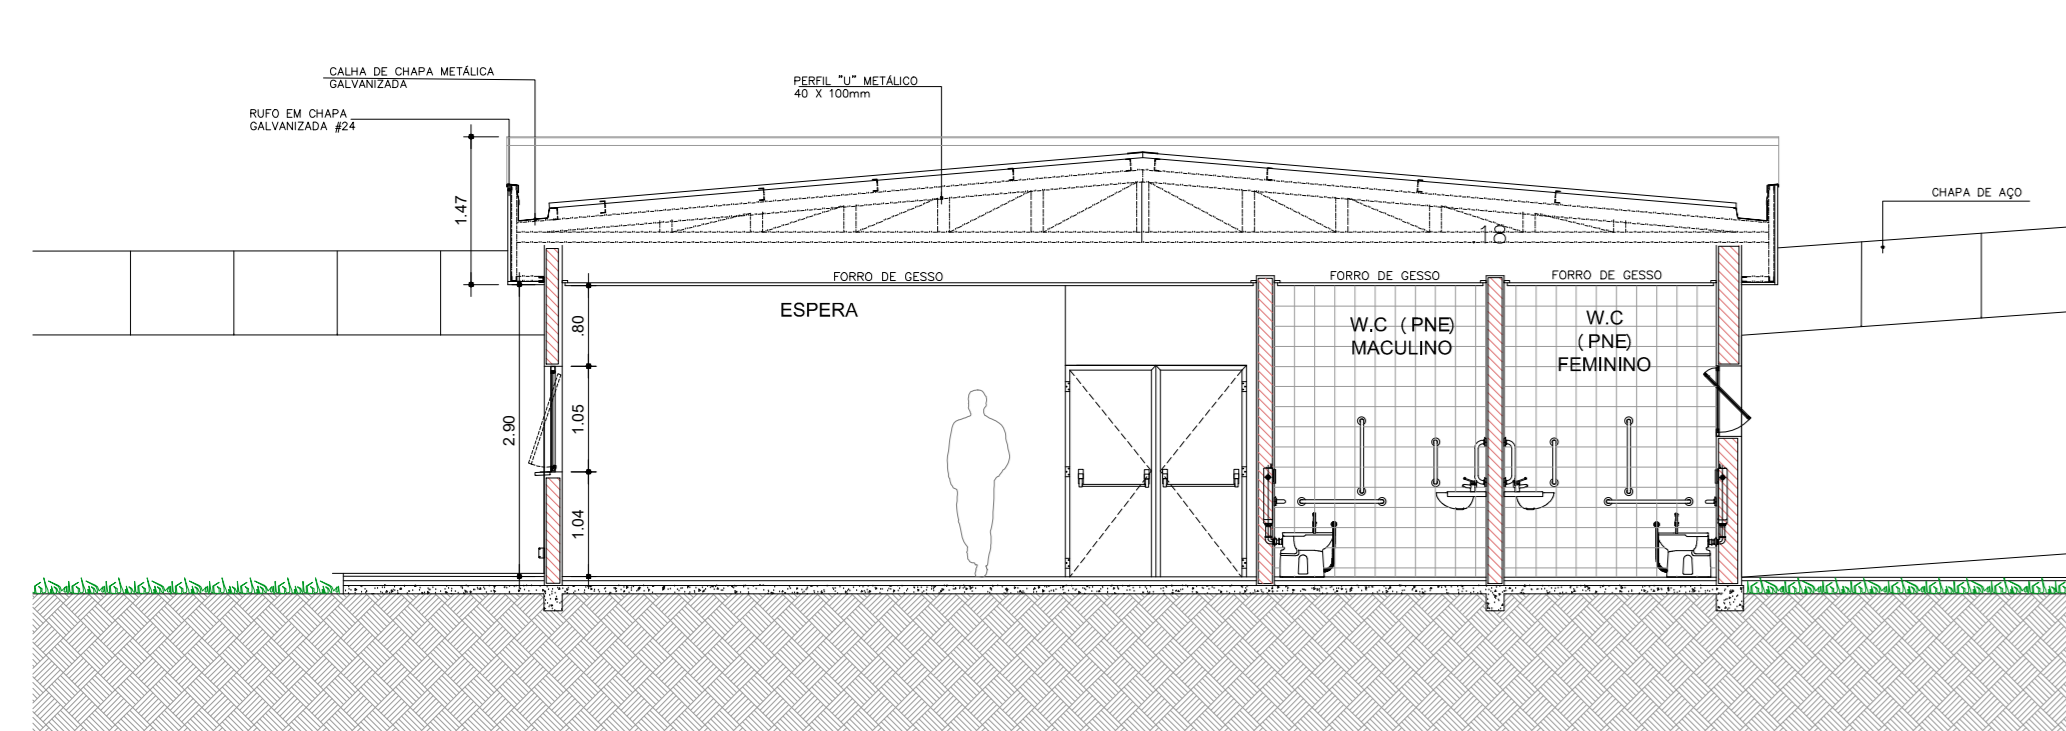 CALHA DE CHAPA METÁLICA
GALVANIZADA
PERFIL "U" METÁLICO
40 X 100mm
RUFO EM CHAPA
GALVANIZADA #24
CHAPA DE AÇO
1.47
.18
FORRO DE GESSO
FORRO DE GESSO
FORRO DE GESSO
ESPERA
.80
W.C (PNE)
MACULINO
W.C
(PNE)
FEMININO
2.90
1.05
1.04